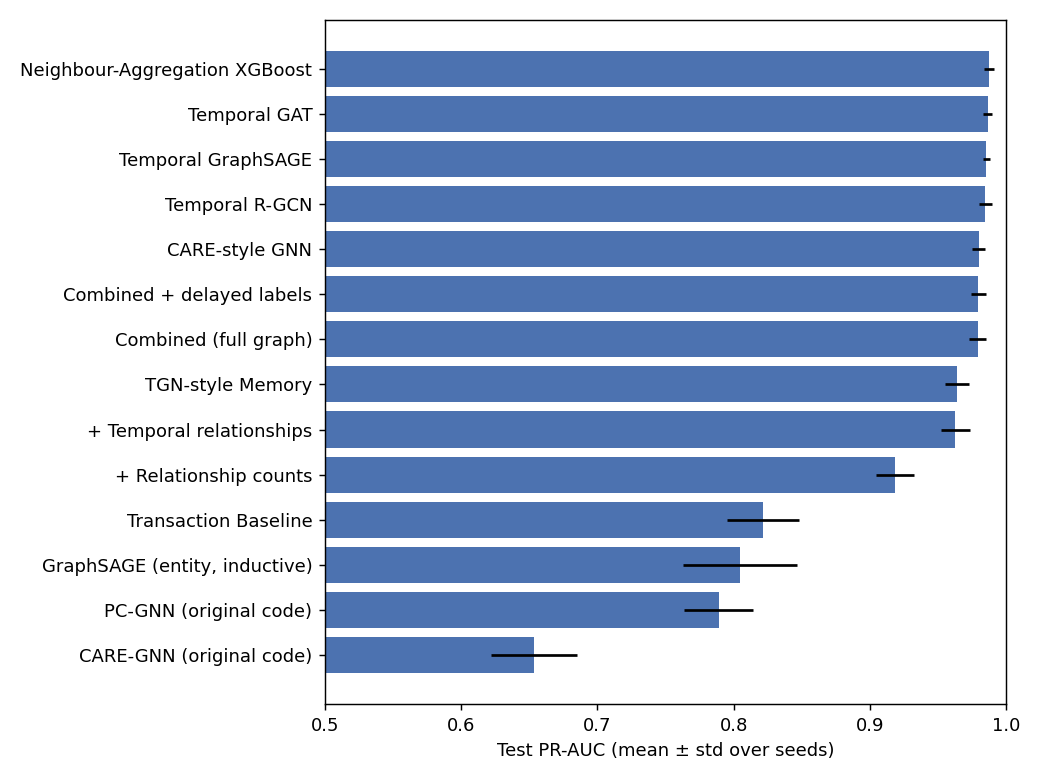 Neighbour-Aggregation XGBoost
Temporal GAT
Temporal GraphSAGE
Temporal R-GCN
CARE-style GNN
Combined + delayed labels
Combined (full graph)
TGN-style Memory
+ Temporal relationships
+ Relationship counts
Transaction Baseline
GraphSAGE (entity, inductive)
PC-GNN (original code)
CARE-GNN (original code)
0.5 0.6 0.7 0.8 0.9 1.0
Test PR-AUC (mean ± std over seeds)